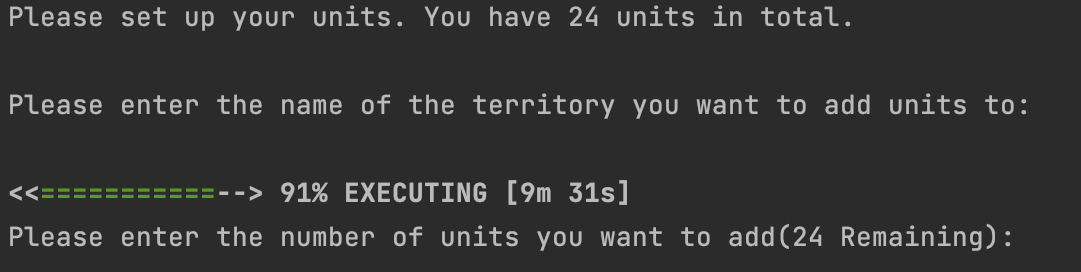 Please set up your units. You have 24 units in total.
Please enter the name of the territory you want to add units to:
<<===========--> 91% EXECUTING [9m 31s]
Please enter the number of units you want to add(24 Remaining):